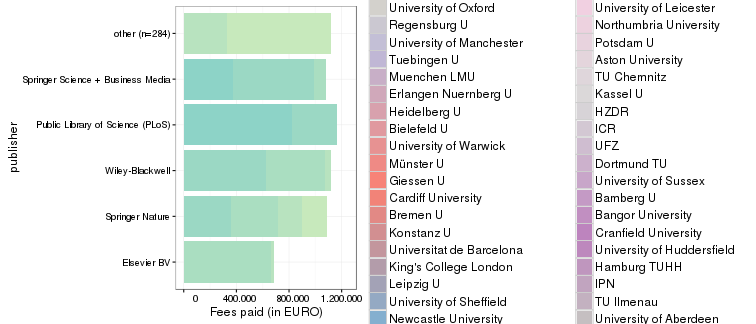 publisher
other (n=284)
Springer Science + Business Media
Public Library of Science (PLoS)
Wiley-Blackwell
Springer Nature
Elsevier BV
0 400.000 800.000 1.200.000
Fees paid (in EURO)
University of Oxford
Regensburg U
University of Manchester
Tuebingen U
Muenchen LMU
Erlangen Nuernberg U
Heidelberg U
Bielefeld U
University of Warwick
Münster U
Giessen U
Cardiff University
Bremen U
Konstanz U
Universitat de Barcelona
King's College London
Leipzig U
University of Sheffield
Newcastle University
University of Leicester
Northumbria University
Potsdam U
Aston University
TU Chemnitz
Kassel U
HZDR
ICR
UFZ
Dortmund TU
University of Sussex
Bamberg U
Bangor University
Cranfield University
University of Huddersfield
Hamburg TUHH
IPN
TU Ilmenau
University of Aberdeen